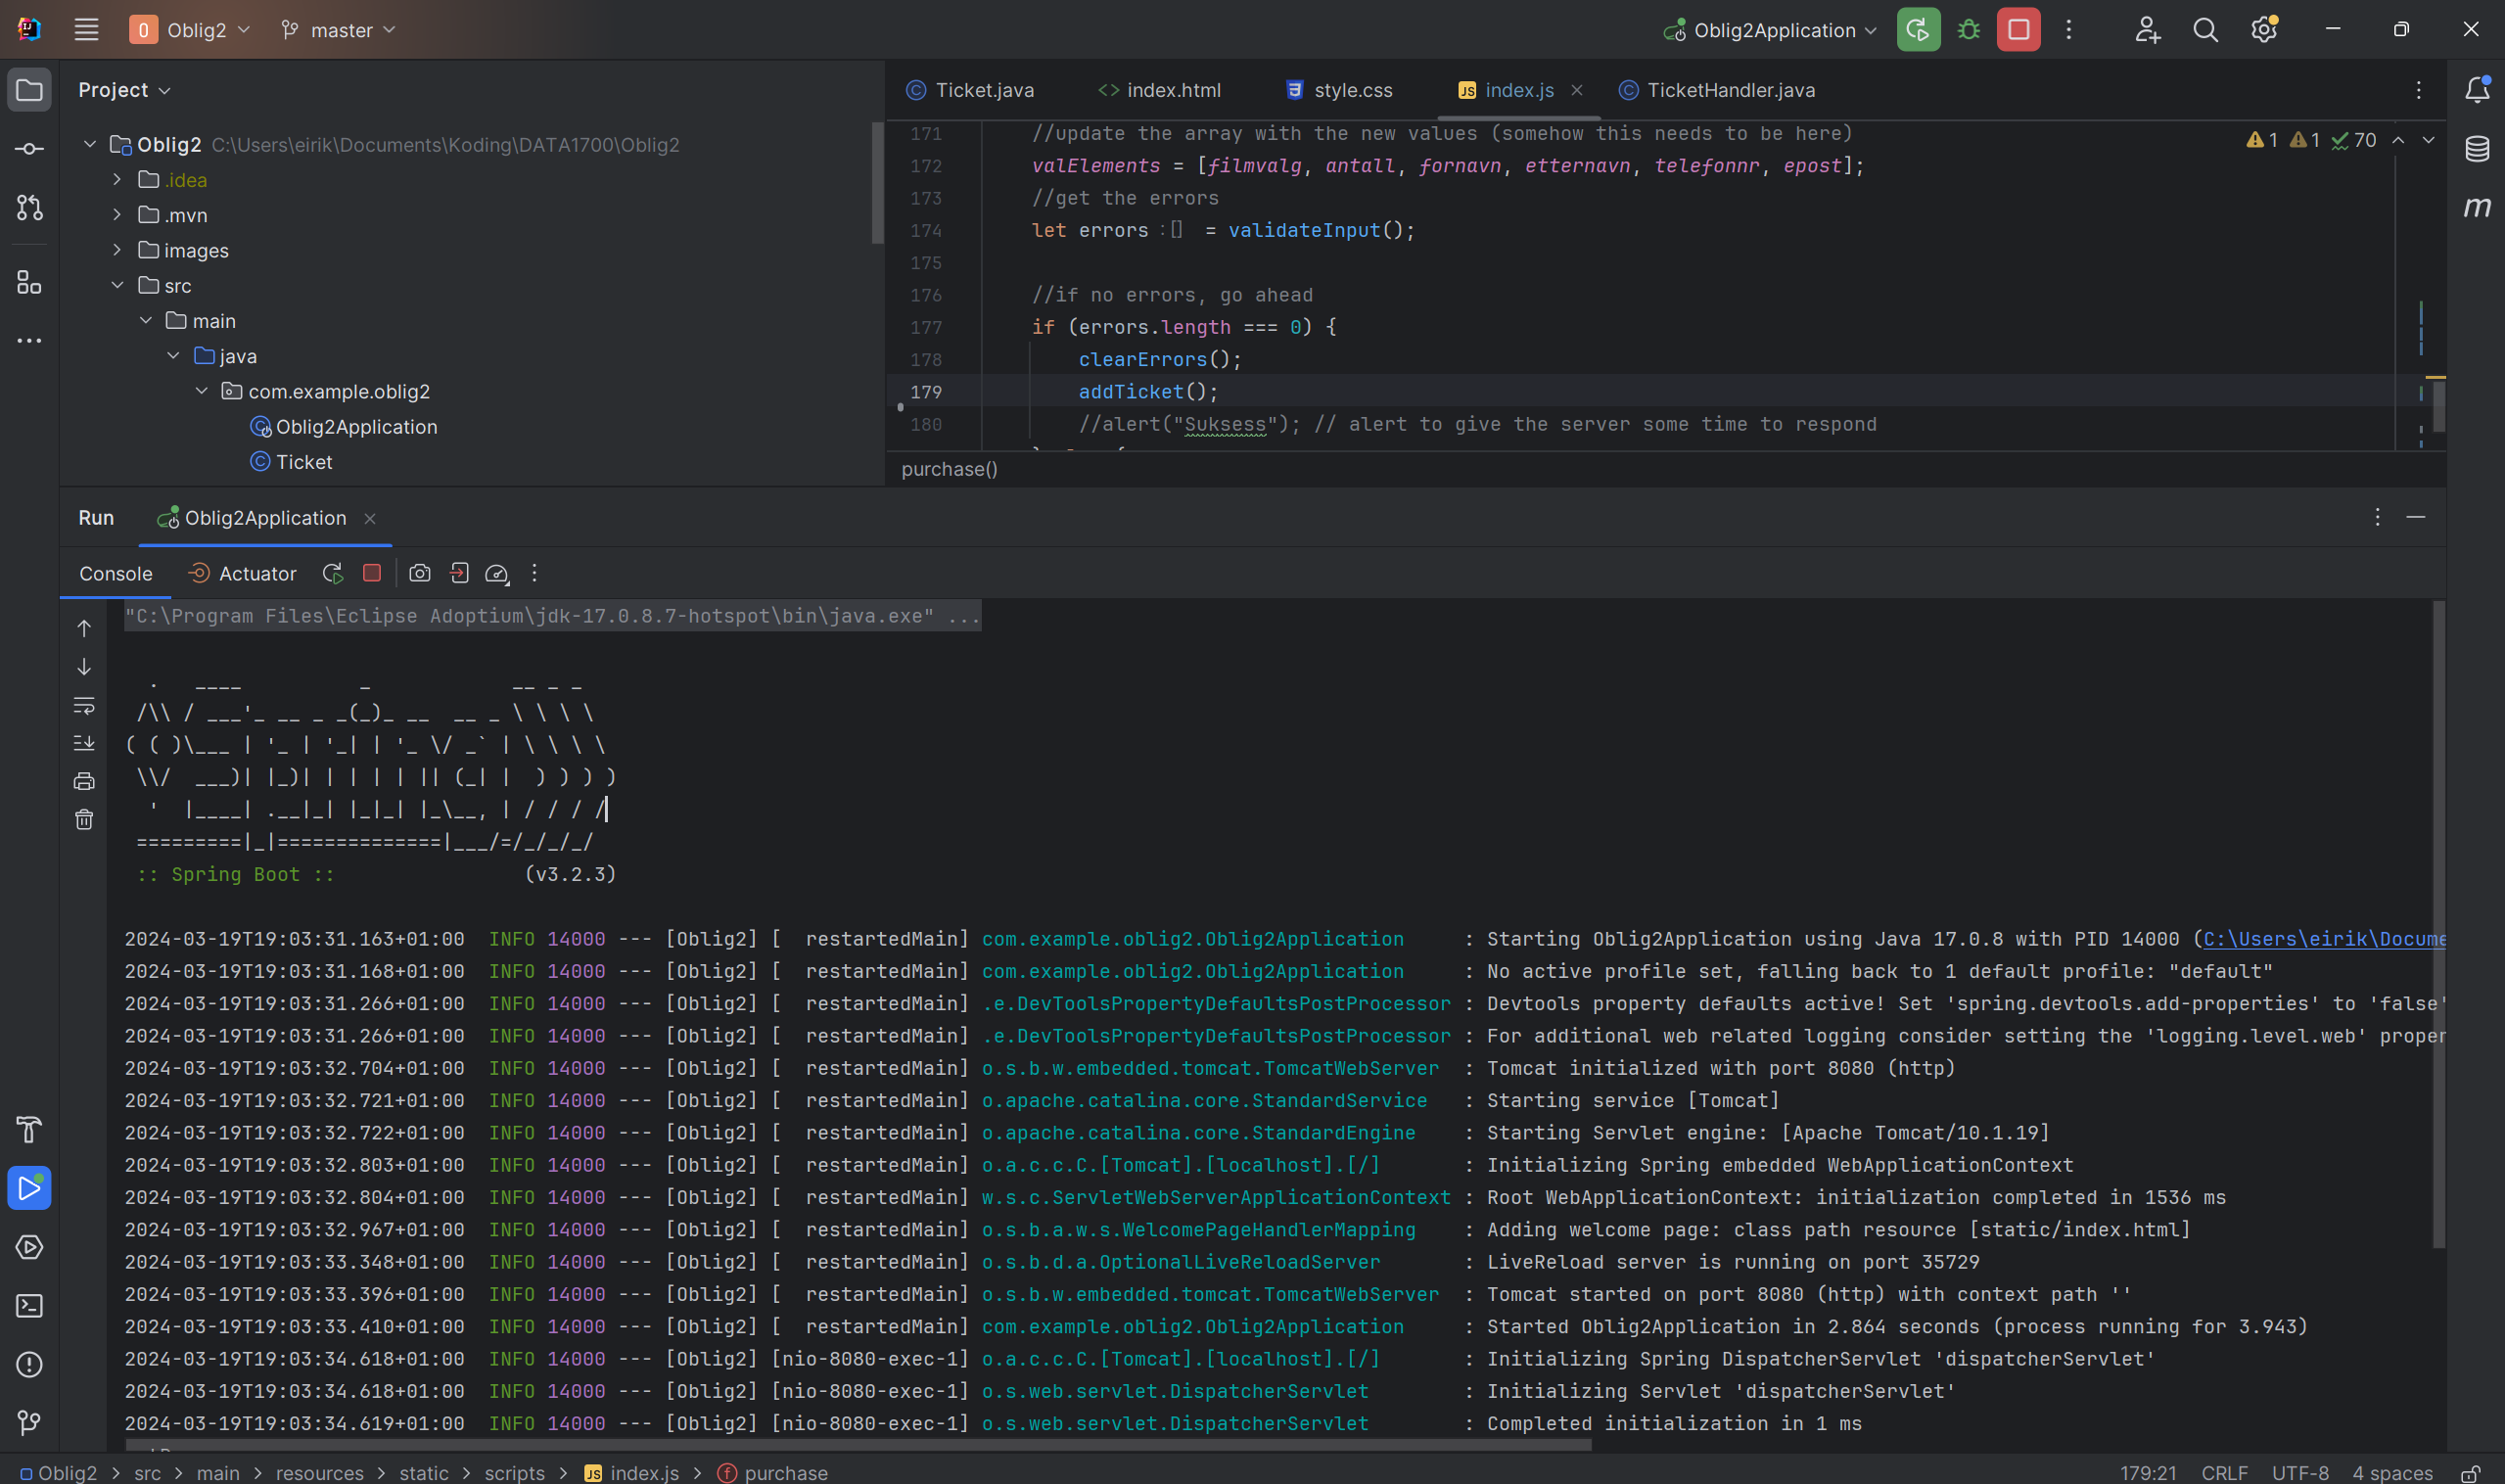 Oblig2
master
Oblig2Application
Project
Ticket.java
index.html
style.css
JS index.js
TicketHandler.java
Oblig2 C:\Users\eirik\Documents\Koding\DATA1700\Oblig2
.idea
.mvn
images
src
main
java
com.example.oblig2
Oblig2Application
Ticket
1 1 70
171 //update the array with the new values (somehow this needs to be here)
172 valElements = [filmvalg, antall, fornavn, etternavn, telefonnr, epost];
173 //get the errors
174 let errors :[] = validateInput();
175
176 //if no errors, go ahead
177 if (errors.length === 0) {
178 clearErrors();
179 addTicket();
180 //alert("Suksess"); // alert to give the server some time to respond
purchase()
Run Oblig2Application
Console Actuator
"C:\Program Files\Eclipse Adoptium\jdk-17.0.8.7-hotspot\bin\java.exe" ...
  .   ____          _            __ _ _
 /\\ / ___'_ __ _ _(_)_ __  __ _ \ \ \ \
( ( )\___ | '_ | '_| | '_ \/ _` | \ \ \ \
 \\/  ___)| |_)| | | | | || (_| |  ) ) ) )
  '  |____| .__|_| |_|_| |_\__, | / / / /
 =========|_|==============|___/=/_/_/_/
 :: Spring Boot ::                (v3.2.3)
2024-03-19T19:03:31.163+01:00  INFO 14000 --- [Oblig2] [  restartedMain] com.example.oblig2.Oblig2Application     : Starting Oblig2Application using Java 17.0.8 with PID 14000 (C:\Users\eirik\Docume
2024-03-19T19:03:31.168+01:00  INFO 14000 --- [Oblig2] [  restartedMain] com.example.oblig2.Oblig2Application     : No active profile set, falling back to 1 default profile: "default"
2024-03-19T19:03:31.266+01:00  INFO 14000 --- [Oblig2] [  restartedMain] .e.DevToolsPropertyDefaultsPostProcessor : Devtools property defaults active! Set 'spring.devtools.add-properties' to 'false'
2024-03-19T19:03:31.266+01:00  INFO 14000 --- [Oblig2] [  restartedMain] .e.DevToolsPropertyDefaultsPostProcessor : For additional web related logging consider setting the 'logging.level.web' proper
2024-03-19T19:03:32.704+01:00  INFO 14000 --- [Oblig2] [  restartedMain] o.s.b.w.embedded.tomcat.TomcatWebServer  : Tomcat initialized with port 8080 (http)
2024-03-19T19:03:32.721+01:00  INFO 14000 --- [Oblig2] [  restartedMain] o.apache.catalina.core.StandardService   : Starting service [Tomcat]
2024-03-19T19:03:32.722+01:00  INFO 14000 --- [Oblig2] [  restartedMain] o.apache.catalina.core.StandardEngine    : Starting Servlet engine: [Apache Tomcat/10.1.19]
2024-03-19T19:03:32.803+01:00  INFO 14000 --- [Oblig2] [  restartedMain] o.a.c.c.C.[Tomcat].[localhost].[/]       : Initializing Spring embedded WebApplicationContext
2024-03-19T19:03:32.804+01:00  INFO 14000 --- [Oblig2] [  restartedMain] w.s.c.ServletWebServerApplicationContext : Root WebApplicationContext: initialization completed in 1536 ms
2024-03-19T19:03:32.967+01:00  INFO 14000 --- [Oblig2] [  restartedMain] o.s.b.a.w.s.WelcomePageHandlerMapping    : Adding welcome page: class path resource [static/index.html]
2024-03-19T19:03:33.348+01:00  INFO 14000 --- [Oblig2] [  restartedMain] o.s.b.d.a.OptionalLiveReloadServer       : LiveReload server is running on port 35729
2024-03-19T19:03:33.396+01:00  INFO 14000 --- [Oblig2] [  restartedMain] o.s.b.w.embedded.tomcat.TomcatWebServer  : Tomcat started on port 8080 (http) with context path ''
2024-03-19T19:03:33.410+01:00  INFO 14000 --- [Oblig2] [  restartedMain] com.example.oblig2.Oblig2Application     : Started Oblig2Application in 2.864 seconds (process running for 3.943)
2024-03-19T19:03:34.618+01:00  INFO 14000 --- [Oblig2] [nio-8080-exec-1] o.a.c.c.C.[Tomcat].[localhost].[/]       : Initializing Spring DispatcherServlet 'dispatcherServlet'
2024-03-19T19:03:34.618+01:00  INFO 14000 --- [Oblig2] [nio-8080-exec-1] o.s.web.servlet.DispatcherServlet        : Initializing Servlet 'dispatcherServlet'
2024-03-19T19:03:34.619+01:00  INFO 14000 --- [Oblig2] [nio-8080-exec-1] o.s.web.servlet.DispatcherServlet        : Completed initialization in 1 ms
Oblig2 > src > main > resources > static > scripts > JS index.js > f purchase
179:21 CRLF UTF-8 4 spaces